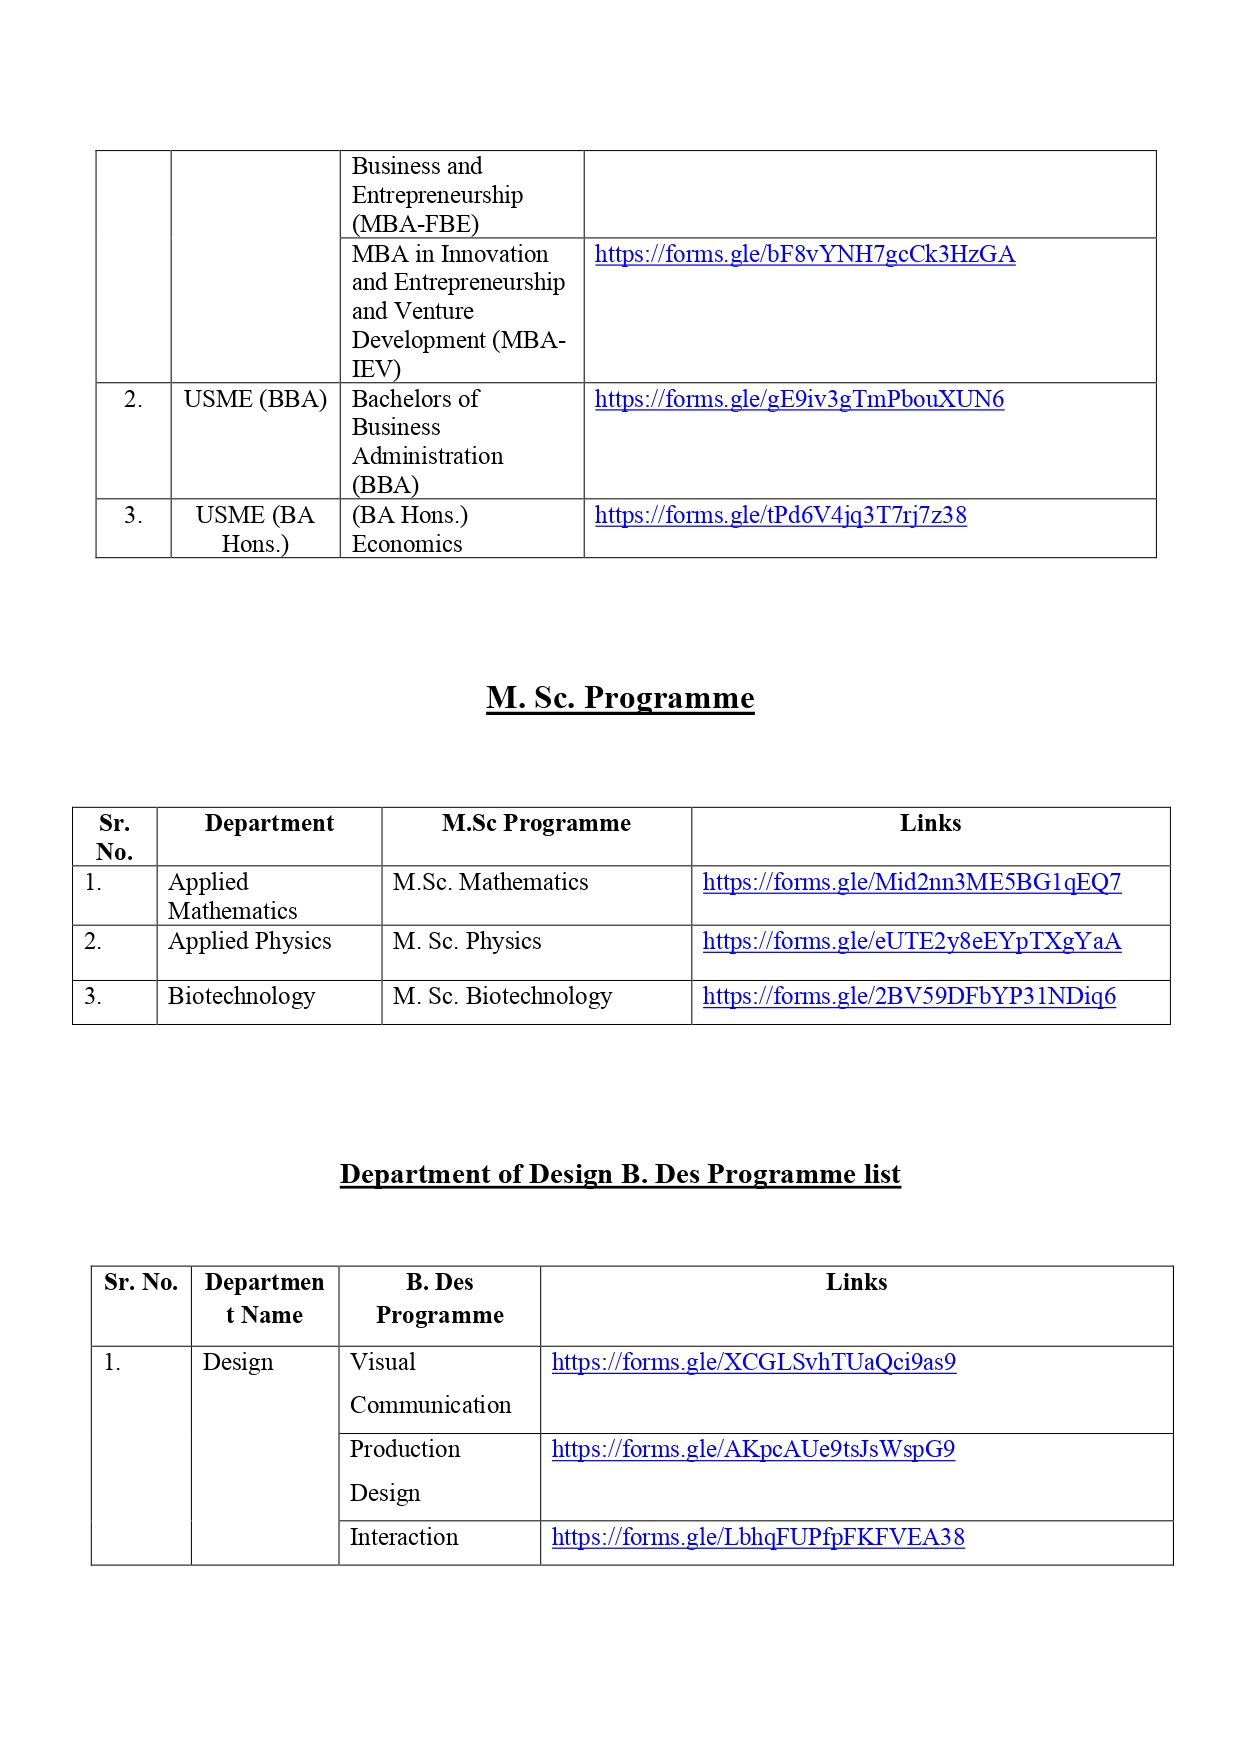 Business and
Entrepreneurship
(MBA-FBE)
MBA in Innovation
and Entrepreneurship
and Venture
Development (MBA-
IEV)
https://forms.gle/bF8vYNH7gcCk3HzGA
2.
USME (BBA)
Bachelors of
Business
Administration
(BBA)
https://forms.gle/gE9iv3gTmPbouXUN6
3.
USME (BA
Hons.)
(BA Hons.)
Economics
https://forms.gle/tPd6V4jq3T7rj7z38
M. Sc. Programme
Sr.
No.
Department
M.Sc Programme
Links
1.
Applied
Mathematics
M.Sc. Mathematics
https://forms.gle/Mid2nn3ME5BG1qEQ7
2.
Applied Physics
M. Sc. Physics
https://forms.gle/eUTE2y8eEYpTXgYaA
3.
Biotechnology
M. Sc. Biotechnology
https://forms.gle/2BV59DFbYP31NDiq6
Department of Design B. Des Programme list
Sr. No.
Departmen
t Name
B. Des
Programme
Links
1.
Design
Visual
Communication
https://forms.gle/XCGLSvhTUaQci9as9
Production
Design
https://forms.gle/AKpcAUe9tsJsWspG9
Interaction
https://forms.gle/LbhqFUPfpFKFVEA38